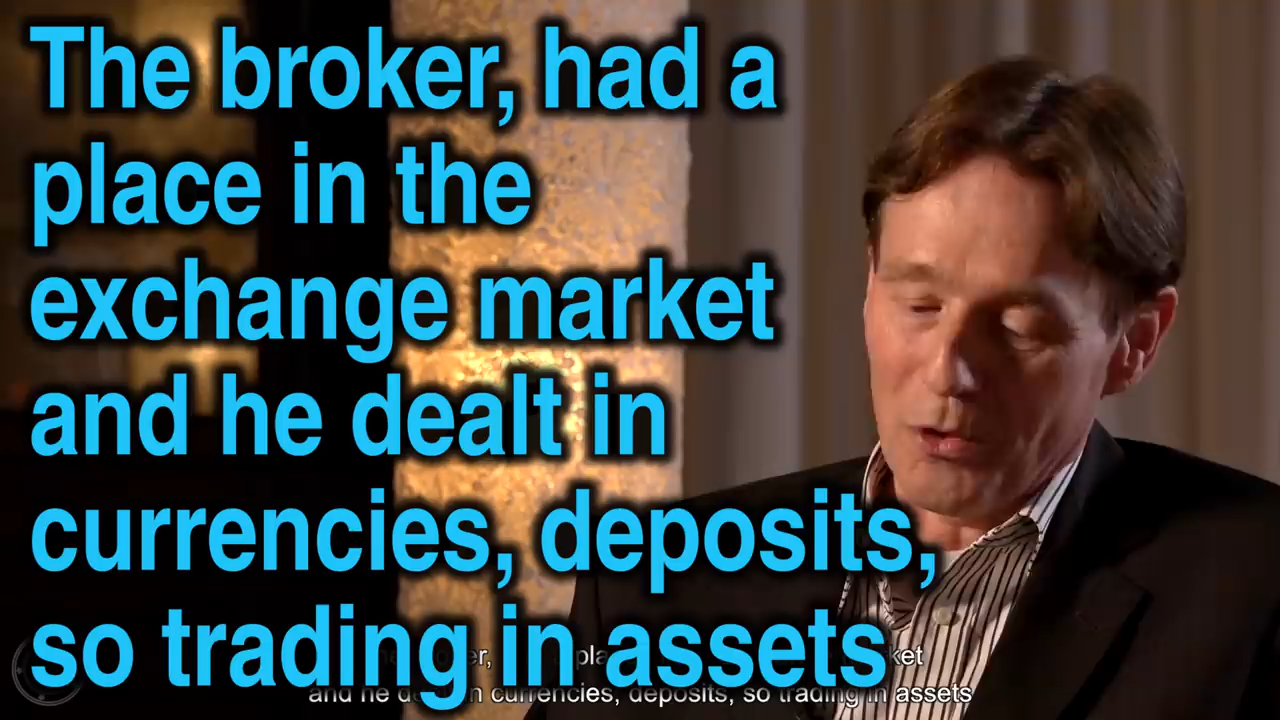 The broker, had a
place in the
exchange market
and he dealt in
currencies, deposits,
so trading in assets
and he in currencies, deposits, so trading in assets